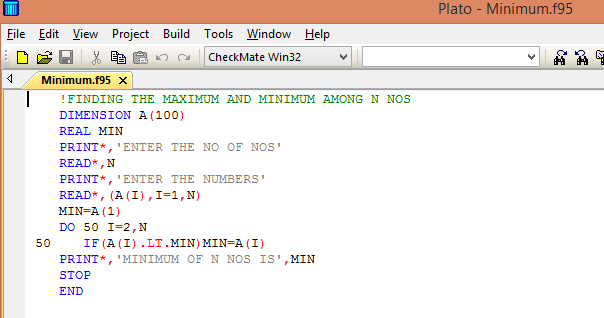 Plato - Minimum.f95
File Edit View Project Build Tools Window Help
CheckMate Win32
Minimum.f95
!FINDING THE MAXIMUM AND MINIMUM AMONG N NOS
DIMENSION A(100)
REAL MIN
PRINT*,'ENTER THE NO OF NOS'
READ*,N
PRINT*,'ENTER THE NUMBERS'
READ*,(A(I),I=1,N)
MIN=A(1)
DO 50 I=2,N
50 IF(A(I).LT.MIN)MIN=A(I)
PRINT*,'MINIMUM OF N NOS IS',MIN
STOP
END